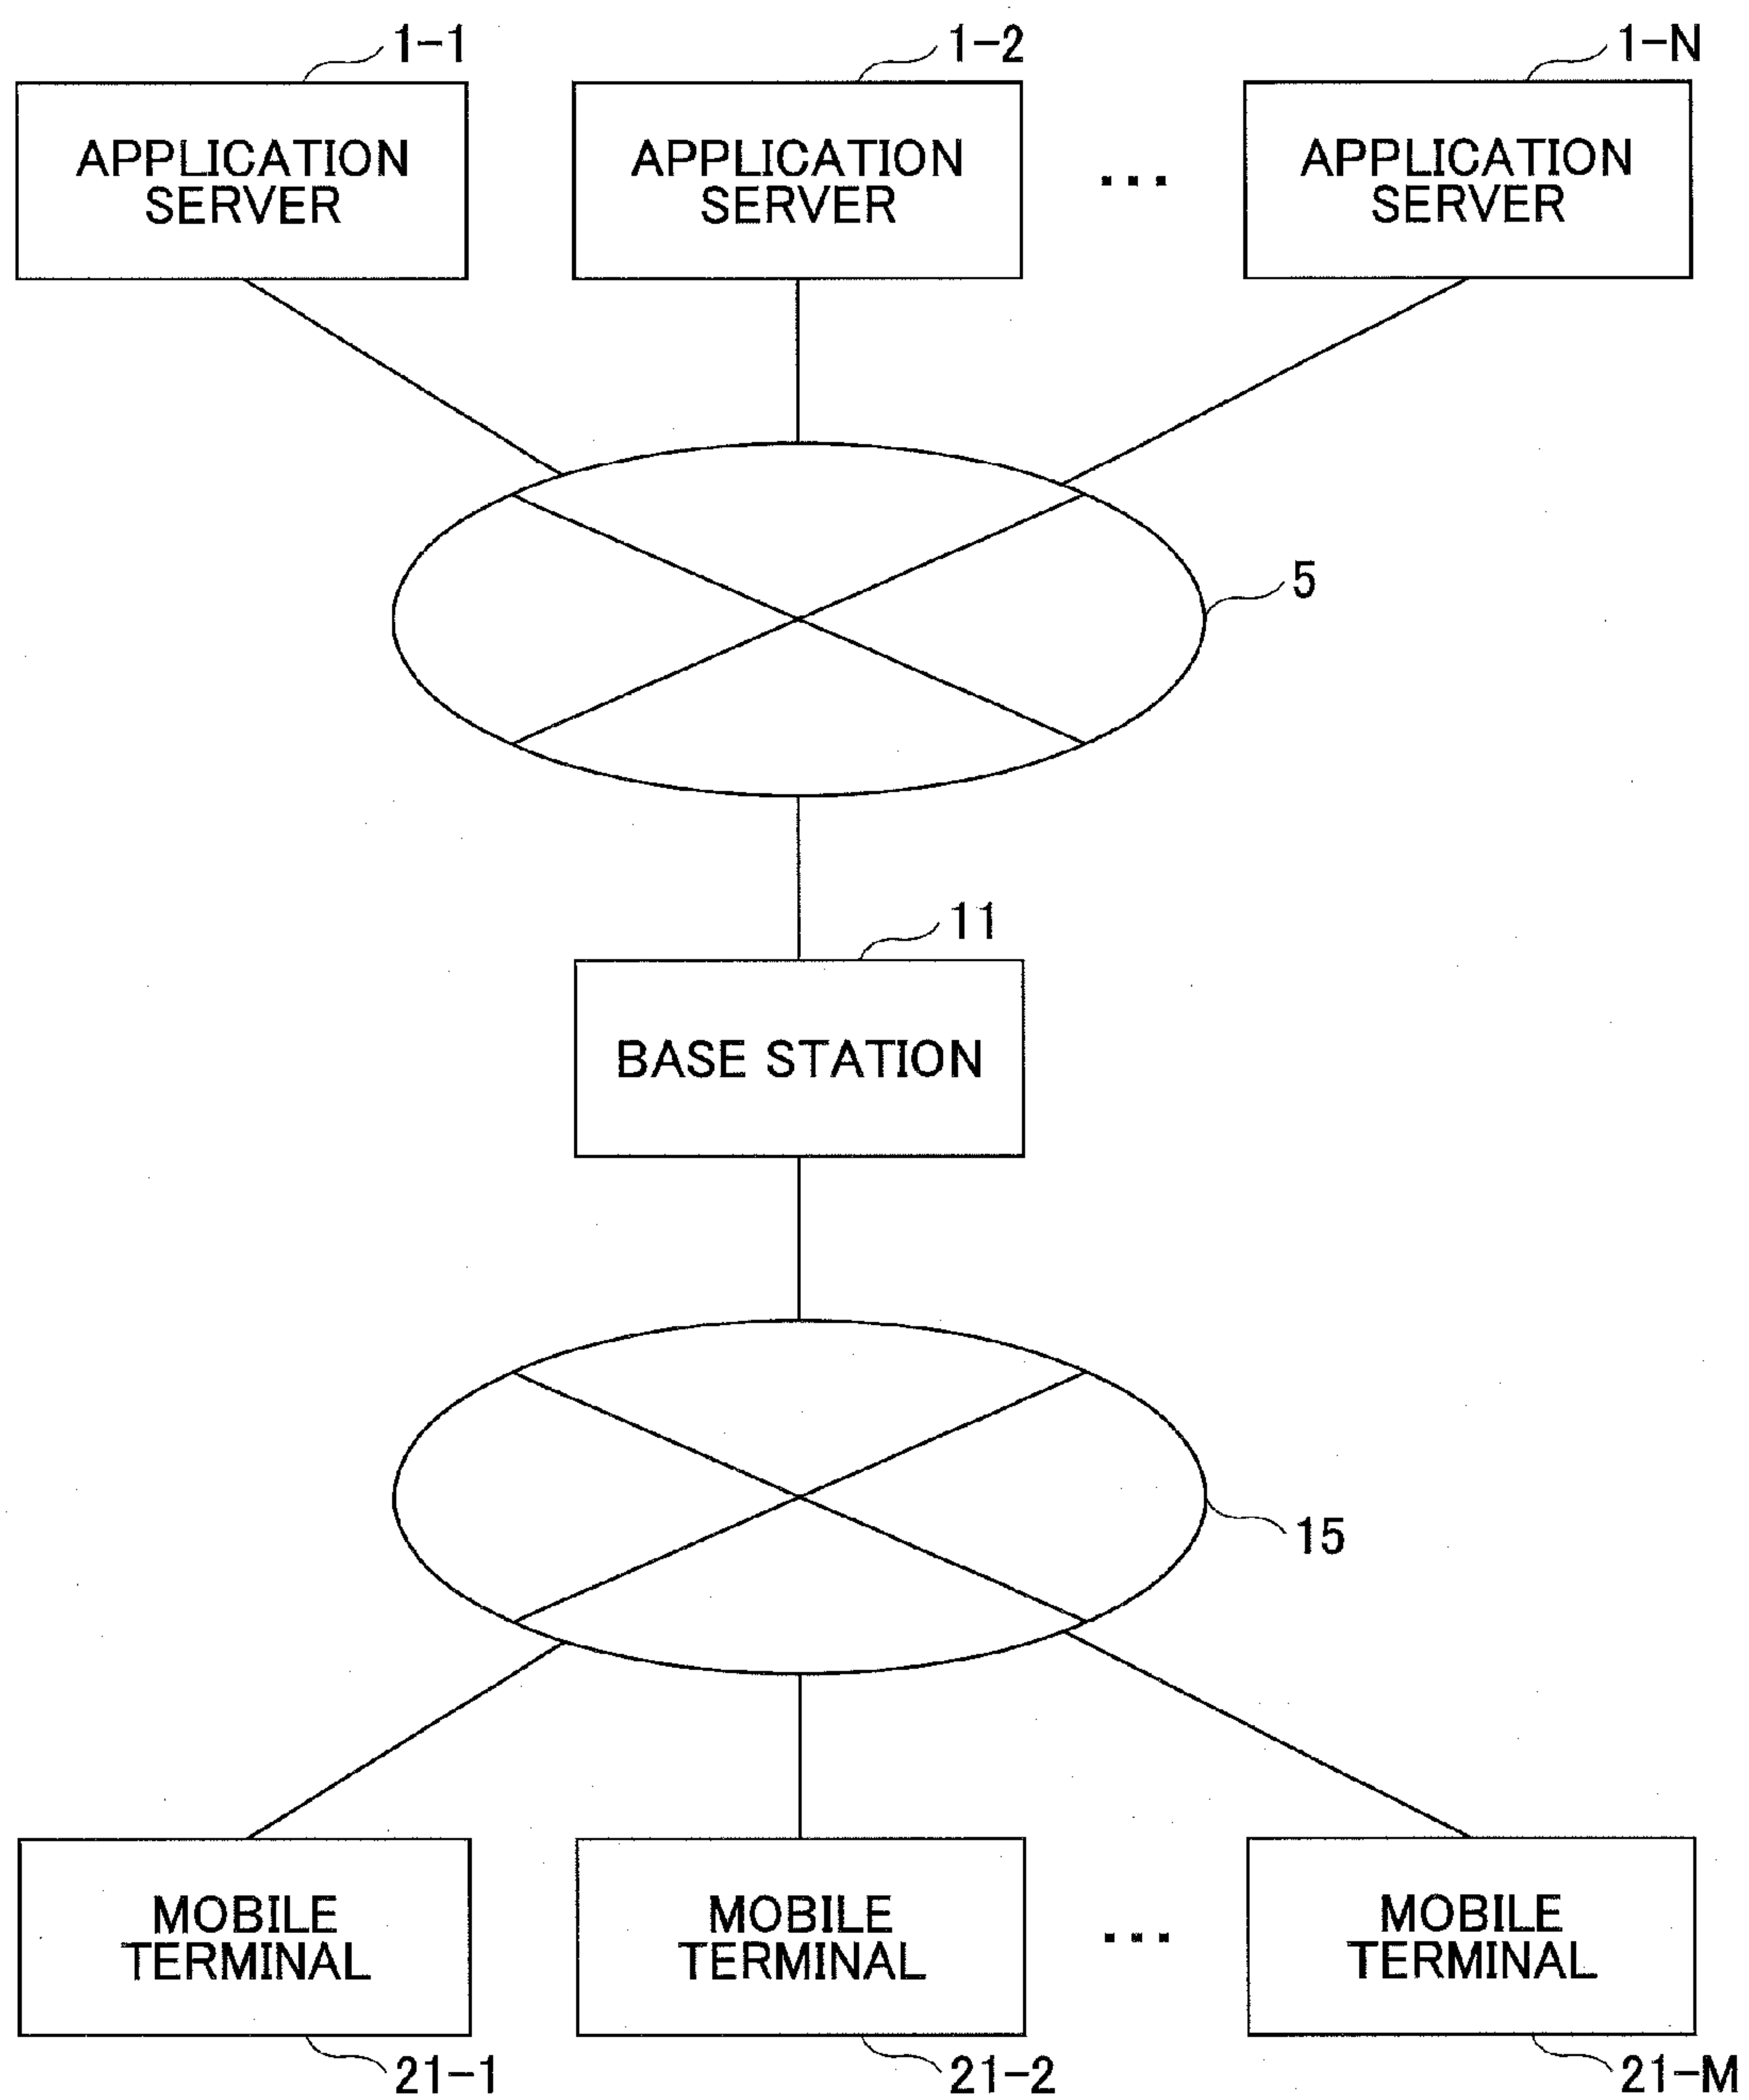 1-1
1-2
1-N
APPLICATION
SERVER
APPLICATION
SERVER
...
APPLICATION
SERVER
5
11
BASE STATION
15
MOBILE
TERMINAL
MOBILE
TERMINAL
...
MOBILE
TERMINAL
21-1
21-2
21-M